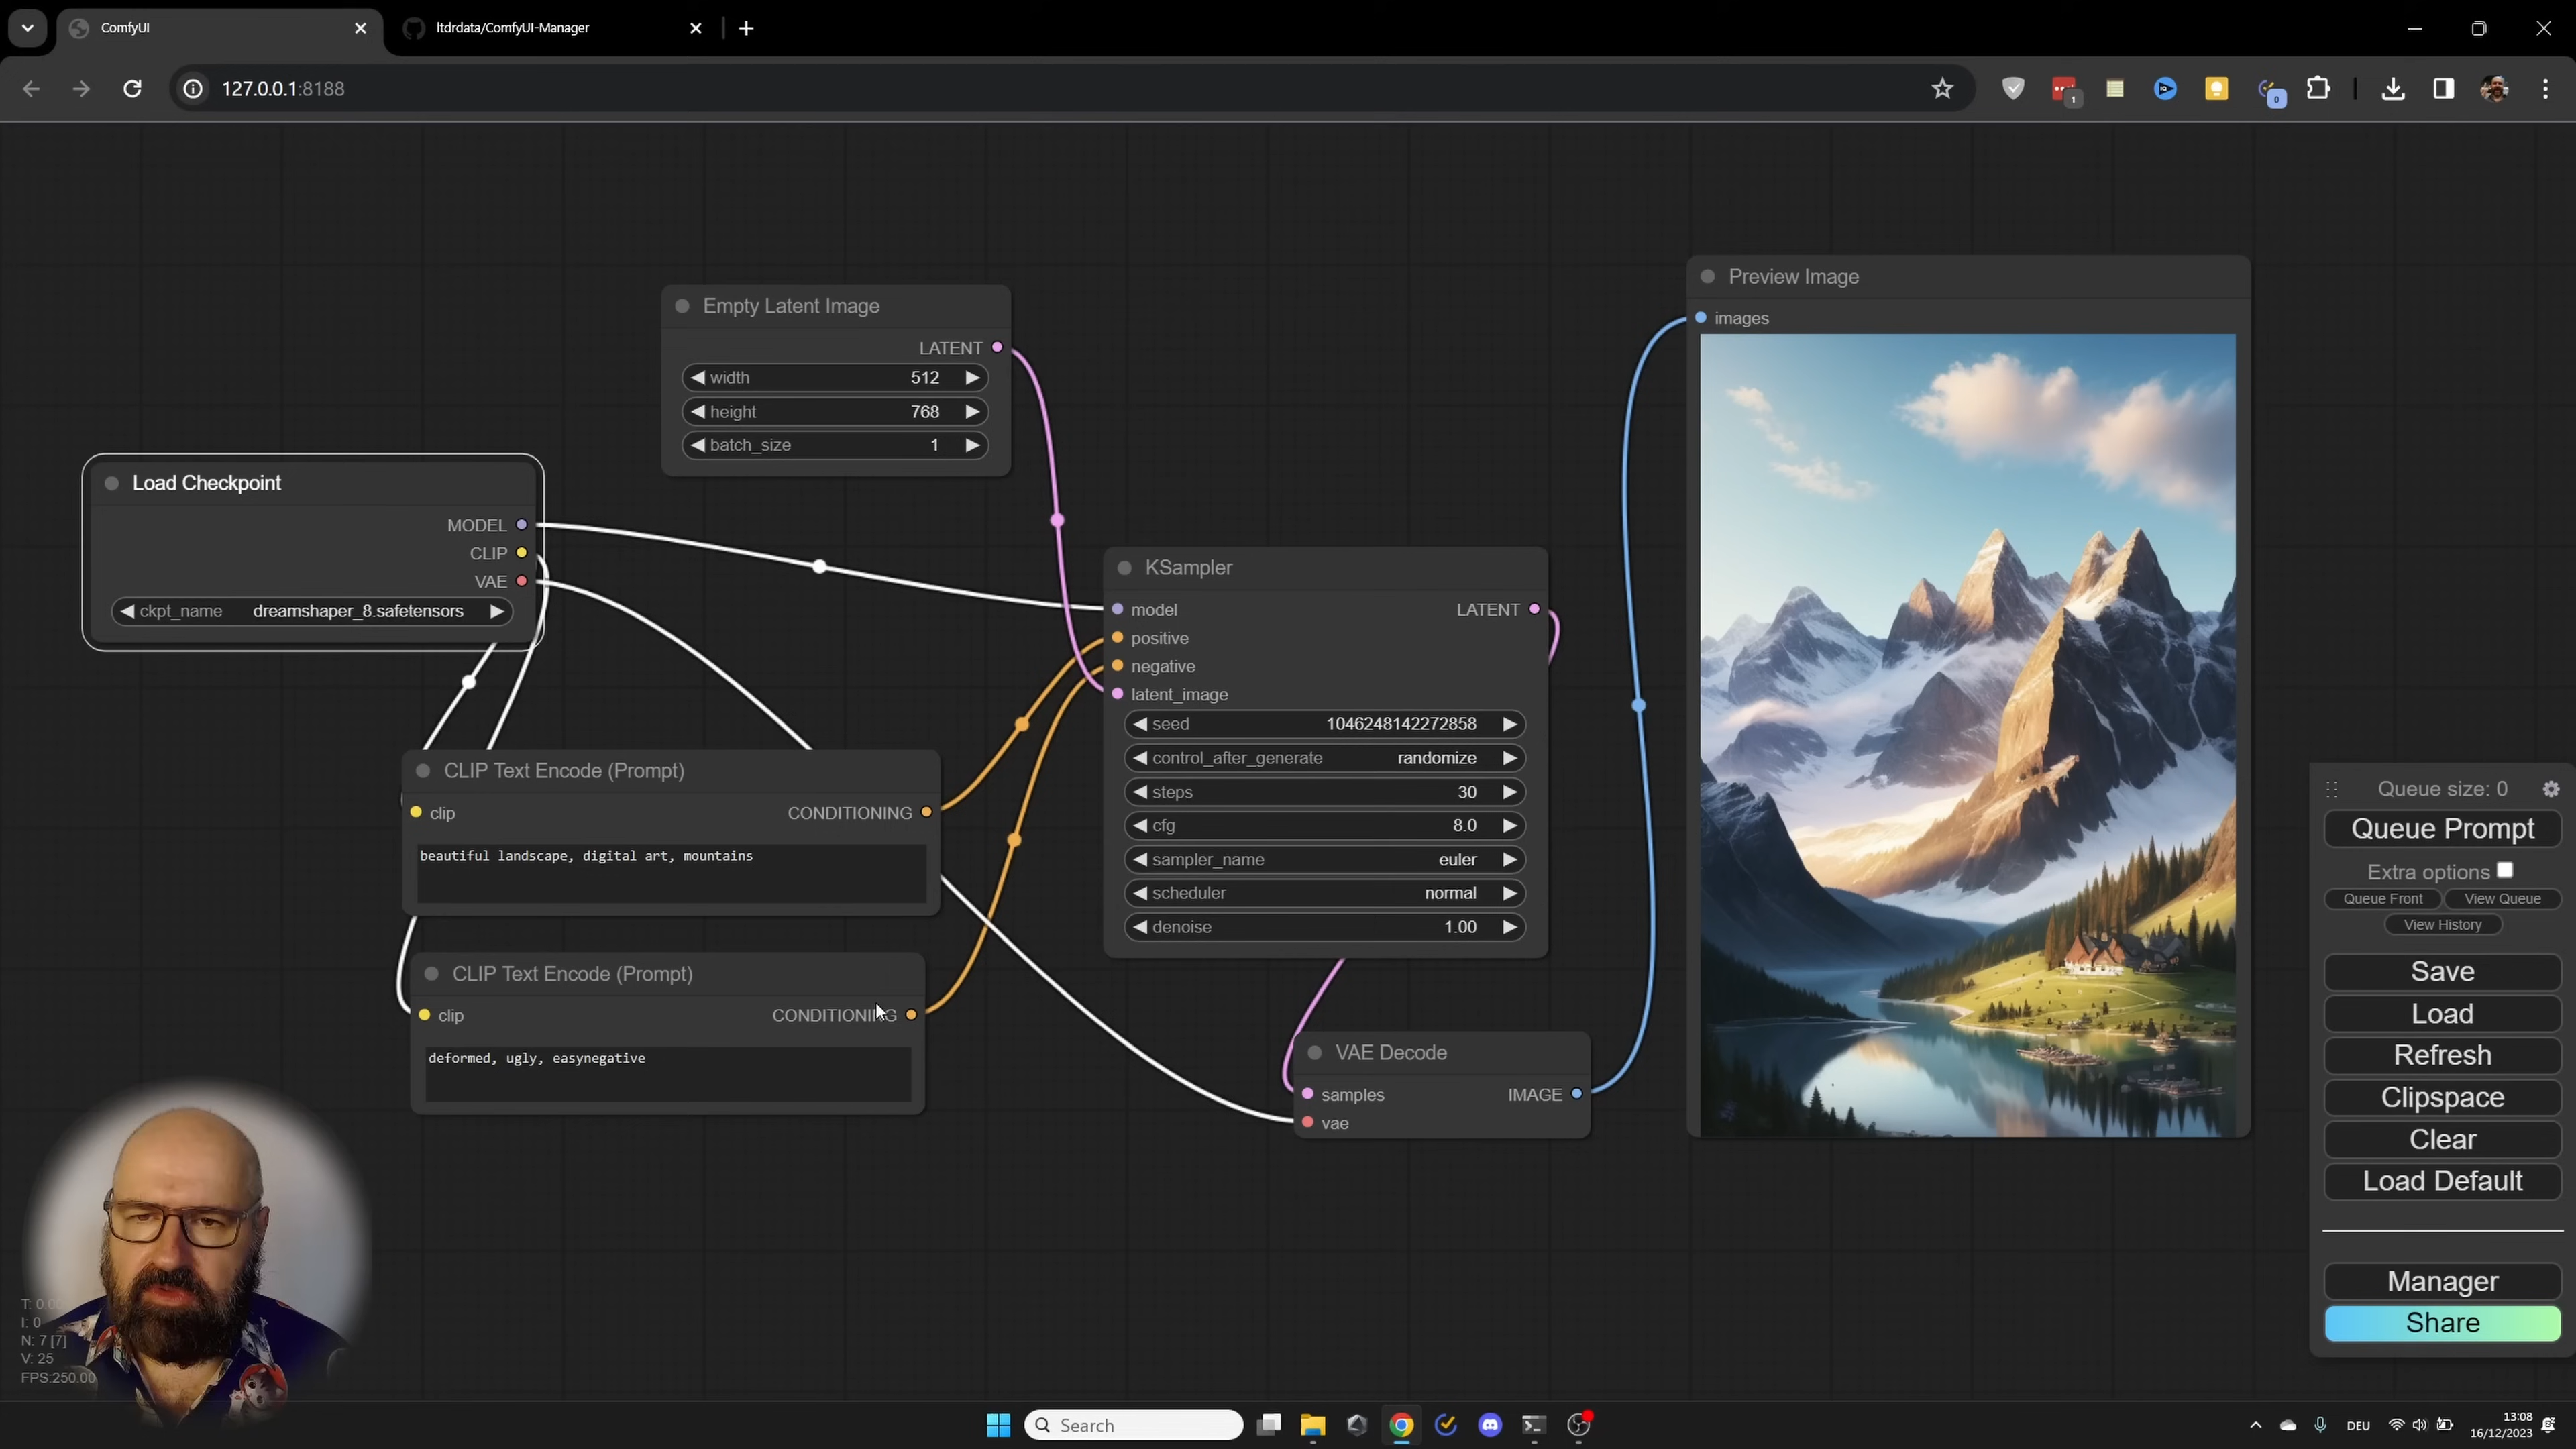 ComfyUI
ltdrdata/ComfyUI-Manager
127.0.0.1:8188
1
0
Empty Latent Image
LATENT
width 512
height 768
batch_size 1
Load Checkpoint
MODEL
CLIP
VAE
ckpt_name dreamshaper_8.safetensors
CLIP Text Encode (Prompt)
clip CONDITIONING
beautiful landscape, digital art, mountains
CLIP Text Encode (Prompt)
clip CONDITIONING
deformed, ugly, easynegative
KSampler
model LATENT
positive
negative
latent_image
seed 1046248142272858
control_after_generate randomize
steps 30
cfg 8.0
sampler_name euler
scheduler normal
denoise 1.00
VAE Decode
samples IMAGE
vae
Preview Image
images
Queue size: 0
Queue Prompt
Extra options
Queue Front View Queue
View History
Save
Load
Refresh
Clipspace
Clear
Load Default
Manager
Share
I: 0
N: 7 [7]
V: 25
FPS:250.00
Search
DEU
13:08
16/12/2023